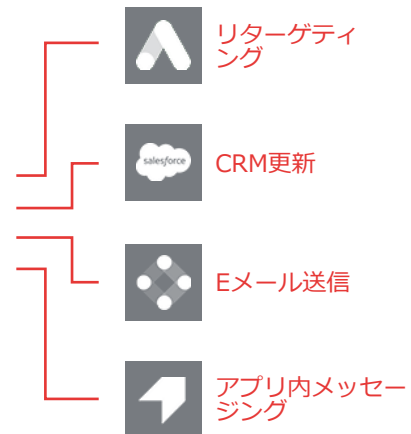 リターゲティ
ング
salesforce
CRM更新
Eメール送信
アプリ内メッセー
ジング